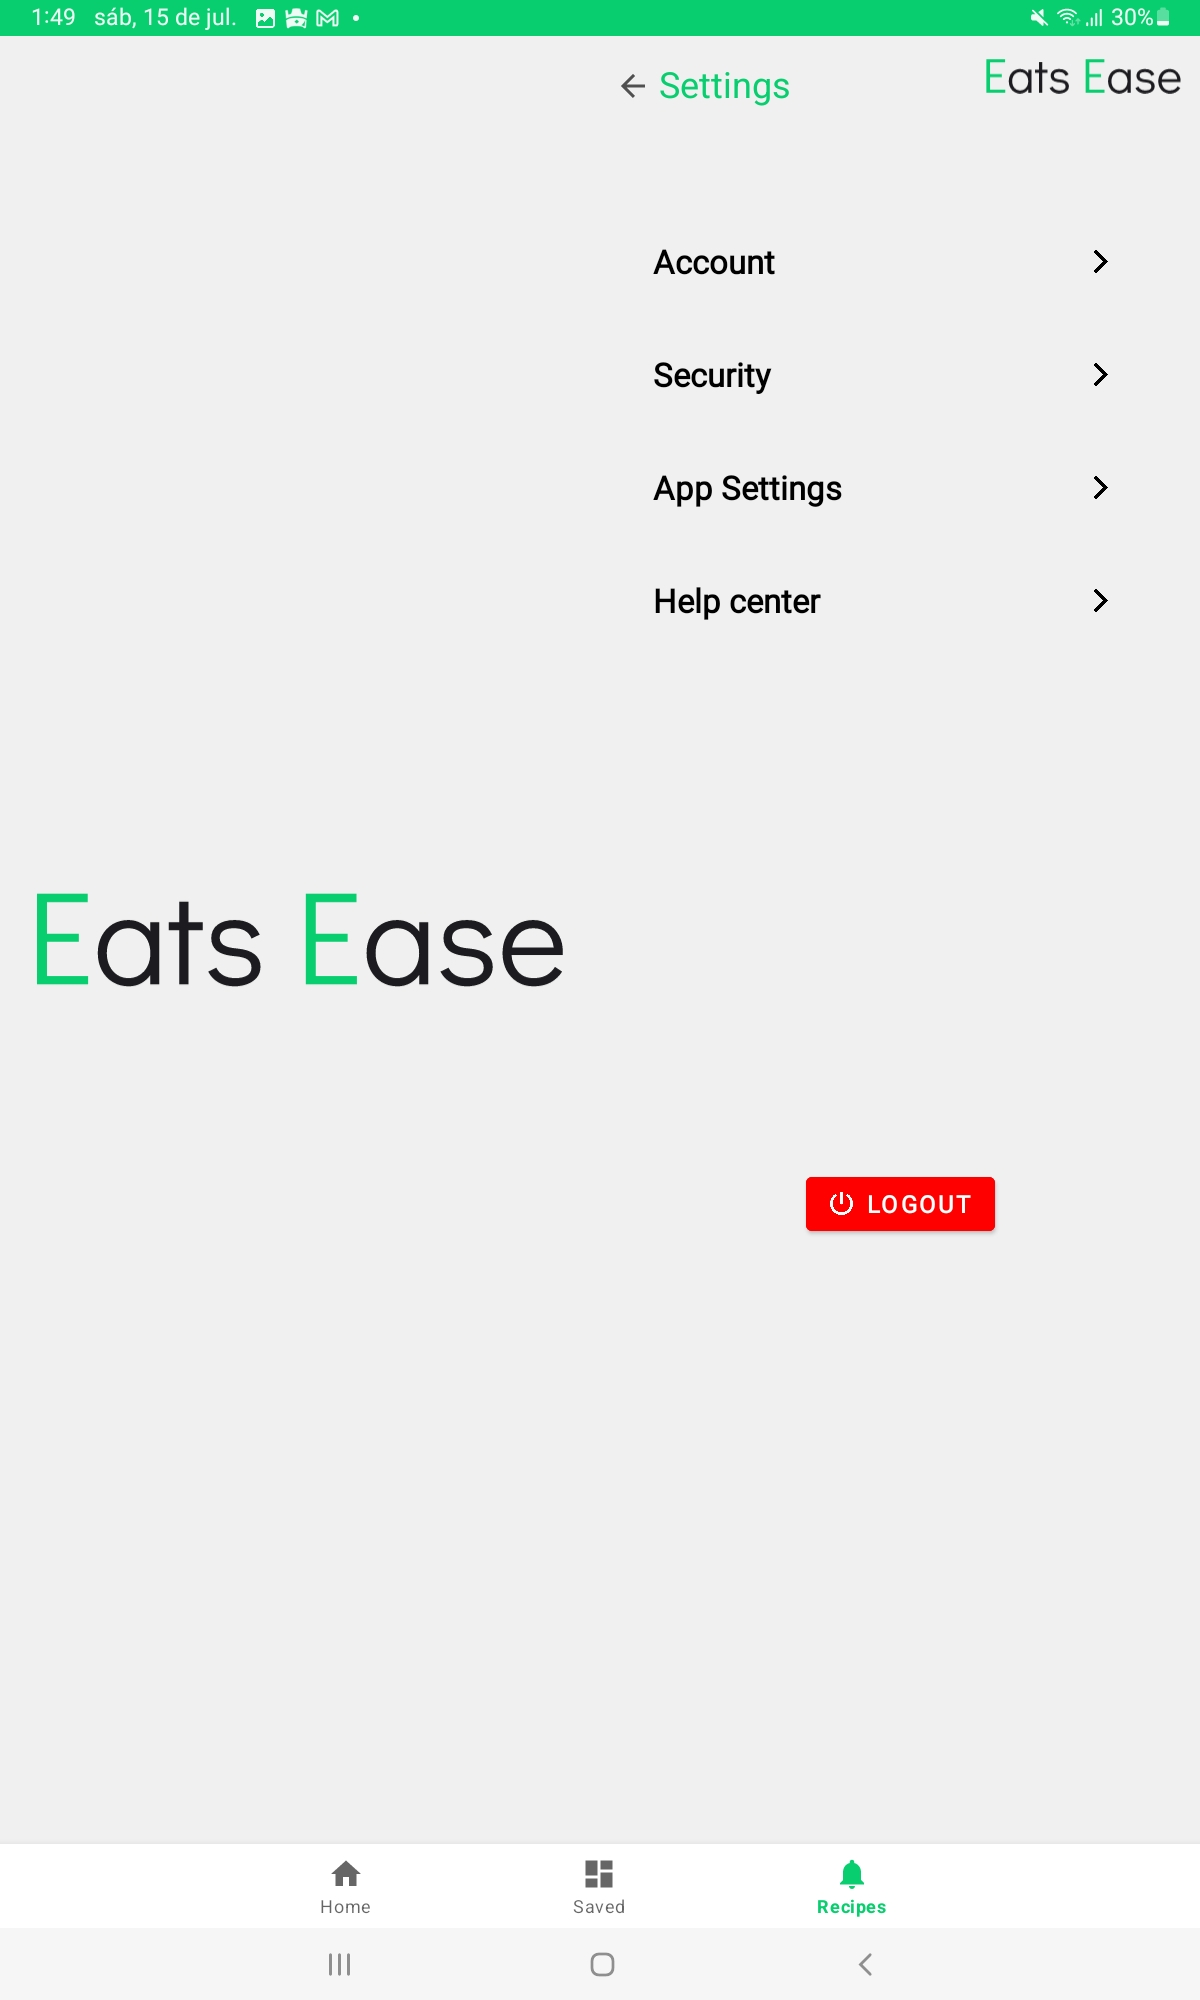 1:49 sáb, 15 de jul. 30%
Settings
Eats Ease
Account
Security
App Settings
Help center
Eats Ease
LOGOUT
Home
Saved
Recipes